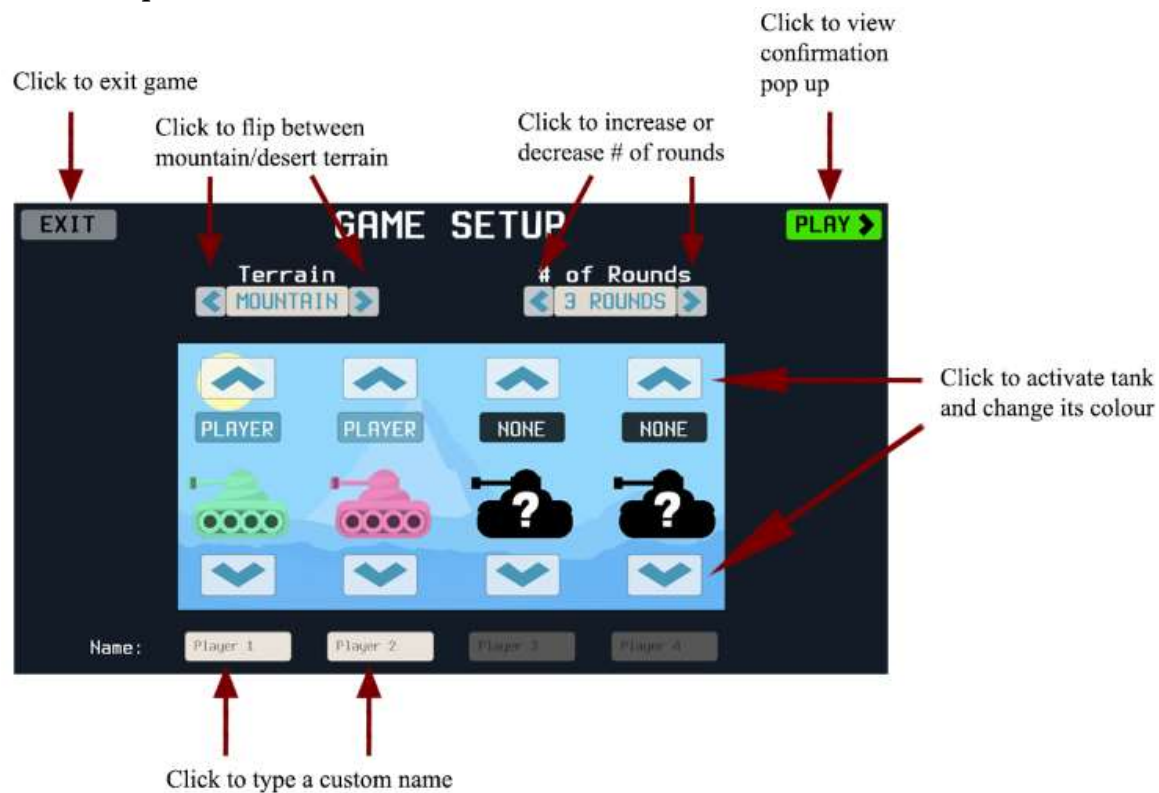 Click to view
confirmation
pop up
Click to exit game
Click to flip between
mountain/desert terrain
Click to increase or
decrease # of rounds
EXIT
GAME SETUP
PLAY
Terrain
# of Rounds
MOUNTAIN
3 ROUNDS
Click to activate tank
and change its colour
PLAYER
PLAYER
NONE
NONE
?
?
Name:
Player 1
Player 2
Player 3
Player 4
Click to type a custom name